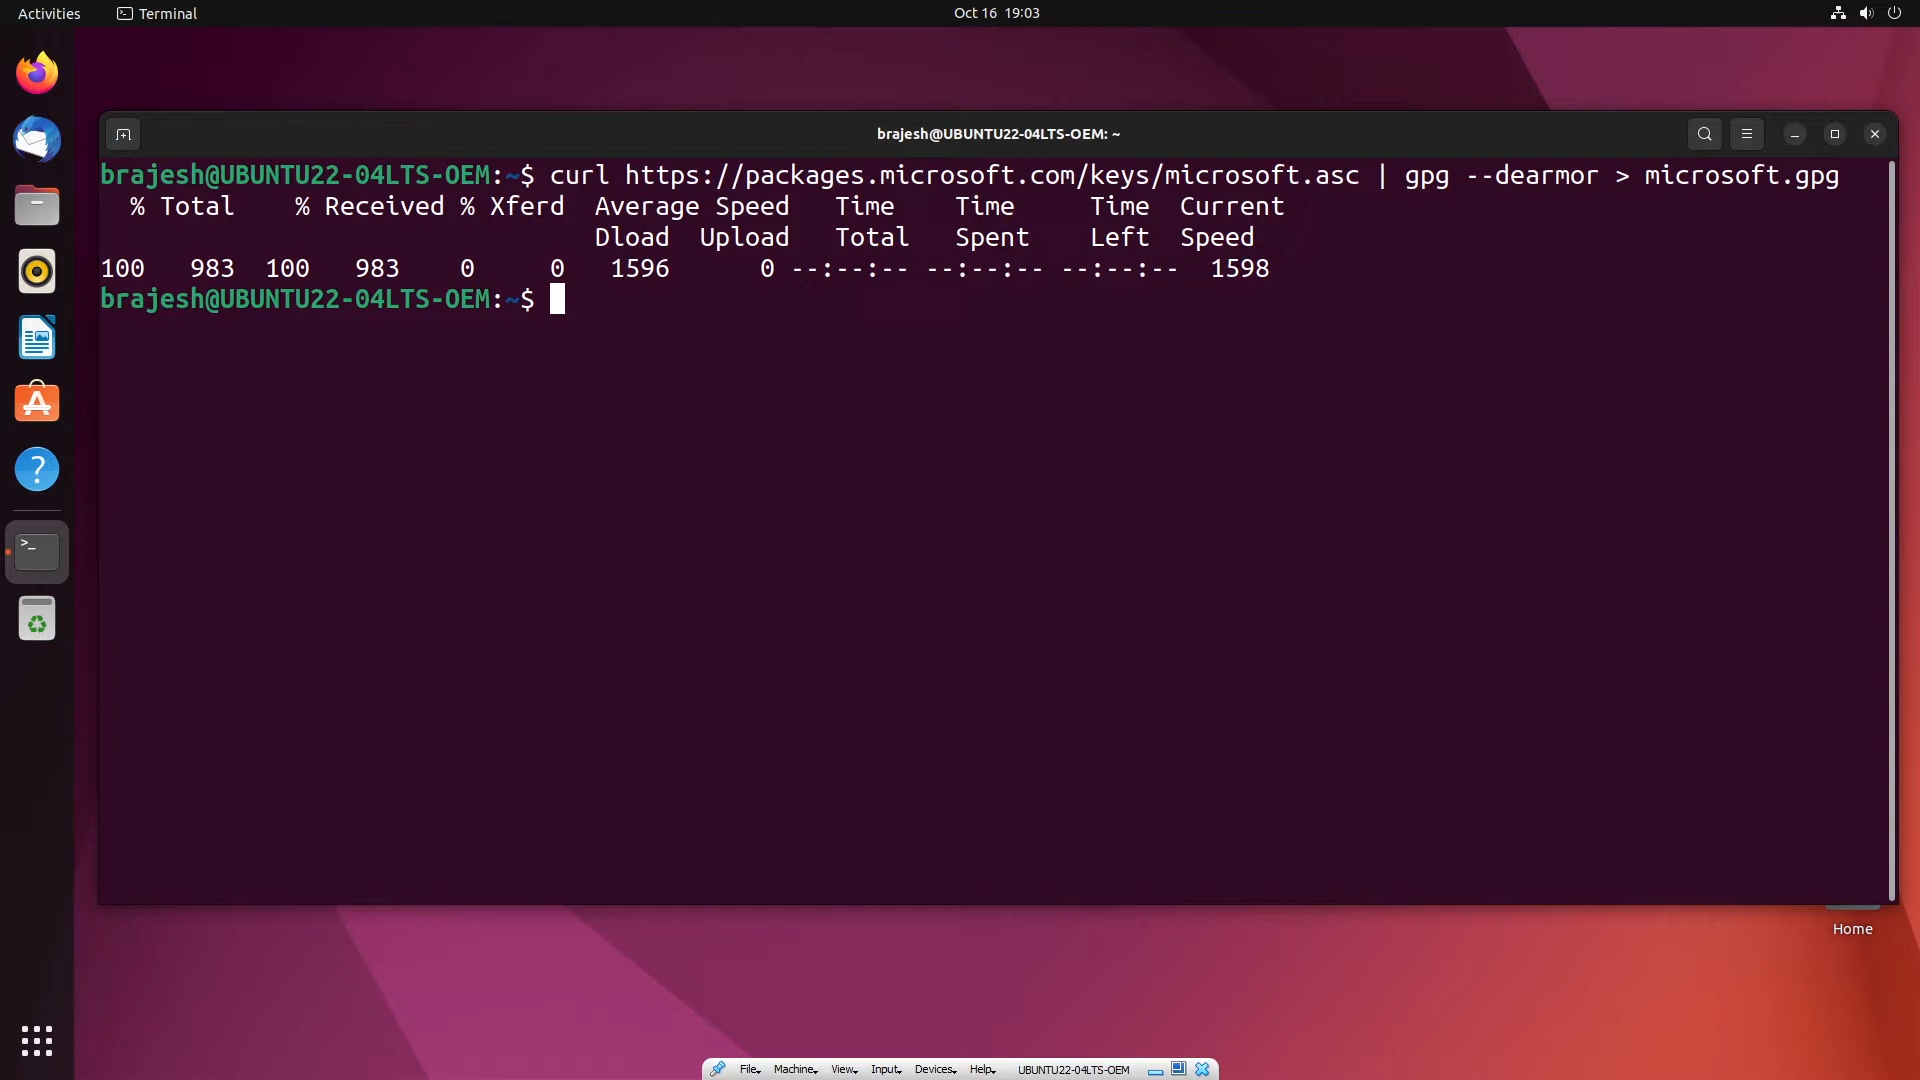 Activities Terminal Oct 16 19:03
brajesh@UBUNTU22-04LTS-OEM: ~
brajesh@UBUNTU22-04LTS-OEM:~$ curl https://packages.microsoft.com/keys/microsoft.asc | gpg --dearmor > microsoft.gpg
% Total % Received % Xferd Average Speed Time Time Time Current
Dload Upload Total Spent Left Speed
100 983 100 983 0 0 1596 0 --:--:-- --:--:-- --:--:-- 1598
brajesh@UBUNTU22-04LTS-OEM:~$
Home
File Machine View Input Devices Help UBUNTU22-04LTS-OEM